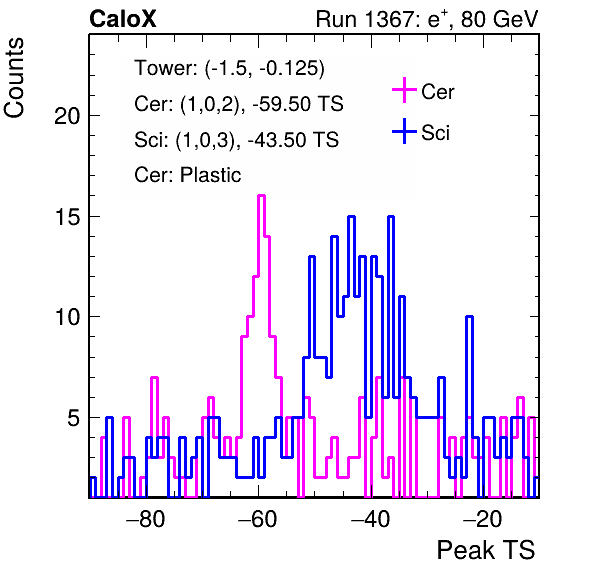 CaloX
Run 1367: e+, 80 GeV
Counts
Tower: (-1.5, -0.125)
Cer: (1,0,2), -59.50 TS
Sci: (1,0,3), -43.50 TS
Cer: Plastic
Cer
Sci
20
15
10
5
−80
−60
−40
−20
Peak TS